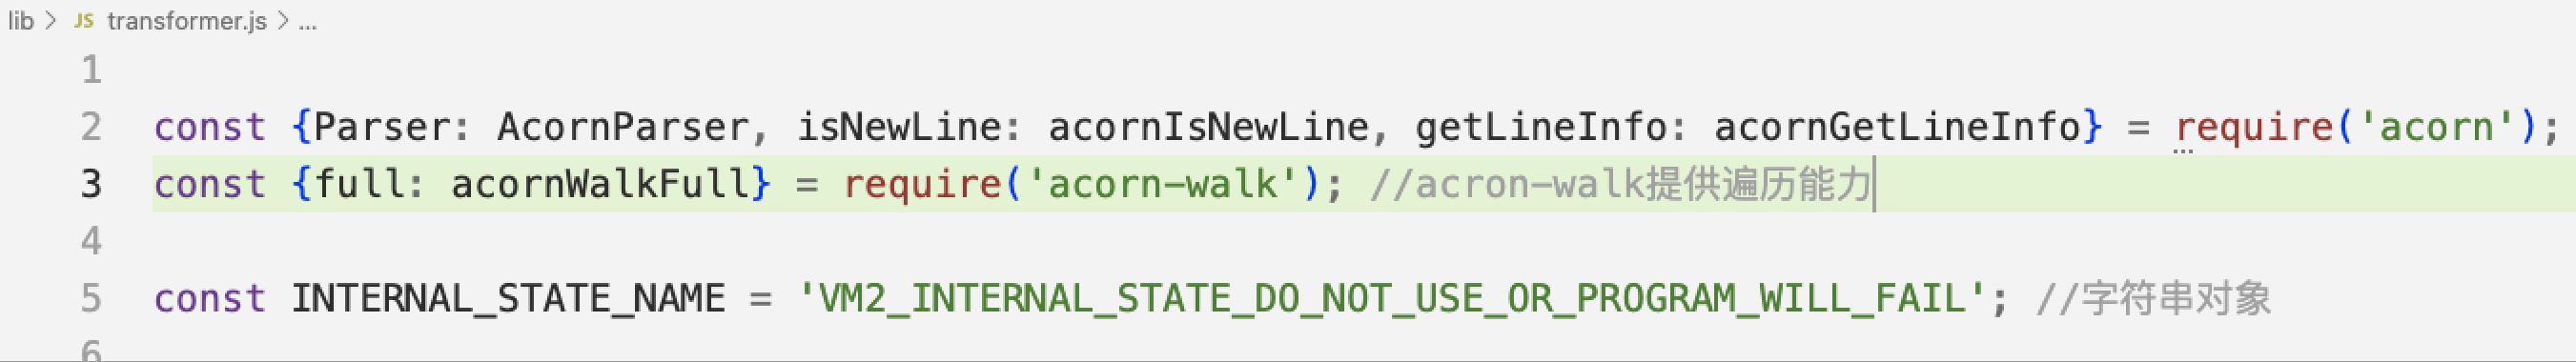 lib > JS transformer.js > ...
1
2 const {Parser: AcornParser, isNewLine: acornIsNewLine, getLineInfo: acornGetLineInfo} = require('acorn');
3 const {full: acornWalkFull} = require('acorn-walk'); //acron-walk提供遍历能力
4
5 const INTERNAL_STATE_NAME = 'VM2_INTERNAL_STATE_DO_NOT_USE_OR_PROGRAM_WILL_FAIL'; //字符串对象
6